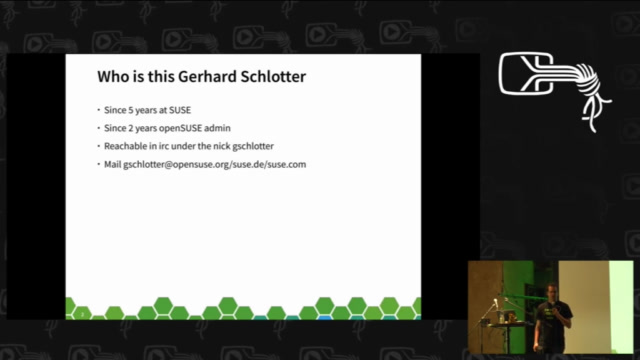 Who is this Gerhard Schlotter
• Since 5 years at SUSE
• Since 2 years openSUSE admin
• Reachable in irc under the nick gschlotter
• Mail gschlotter@opensuse.org/suse.de/suse.com